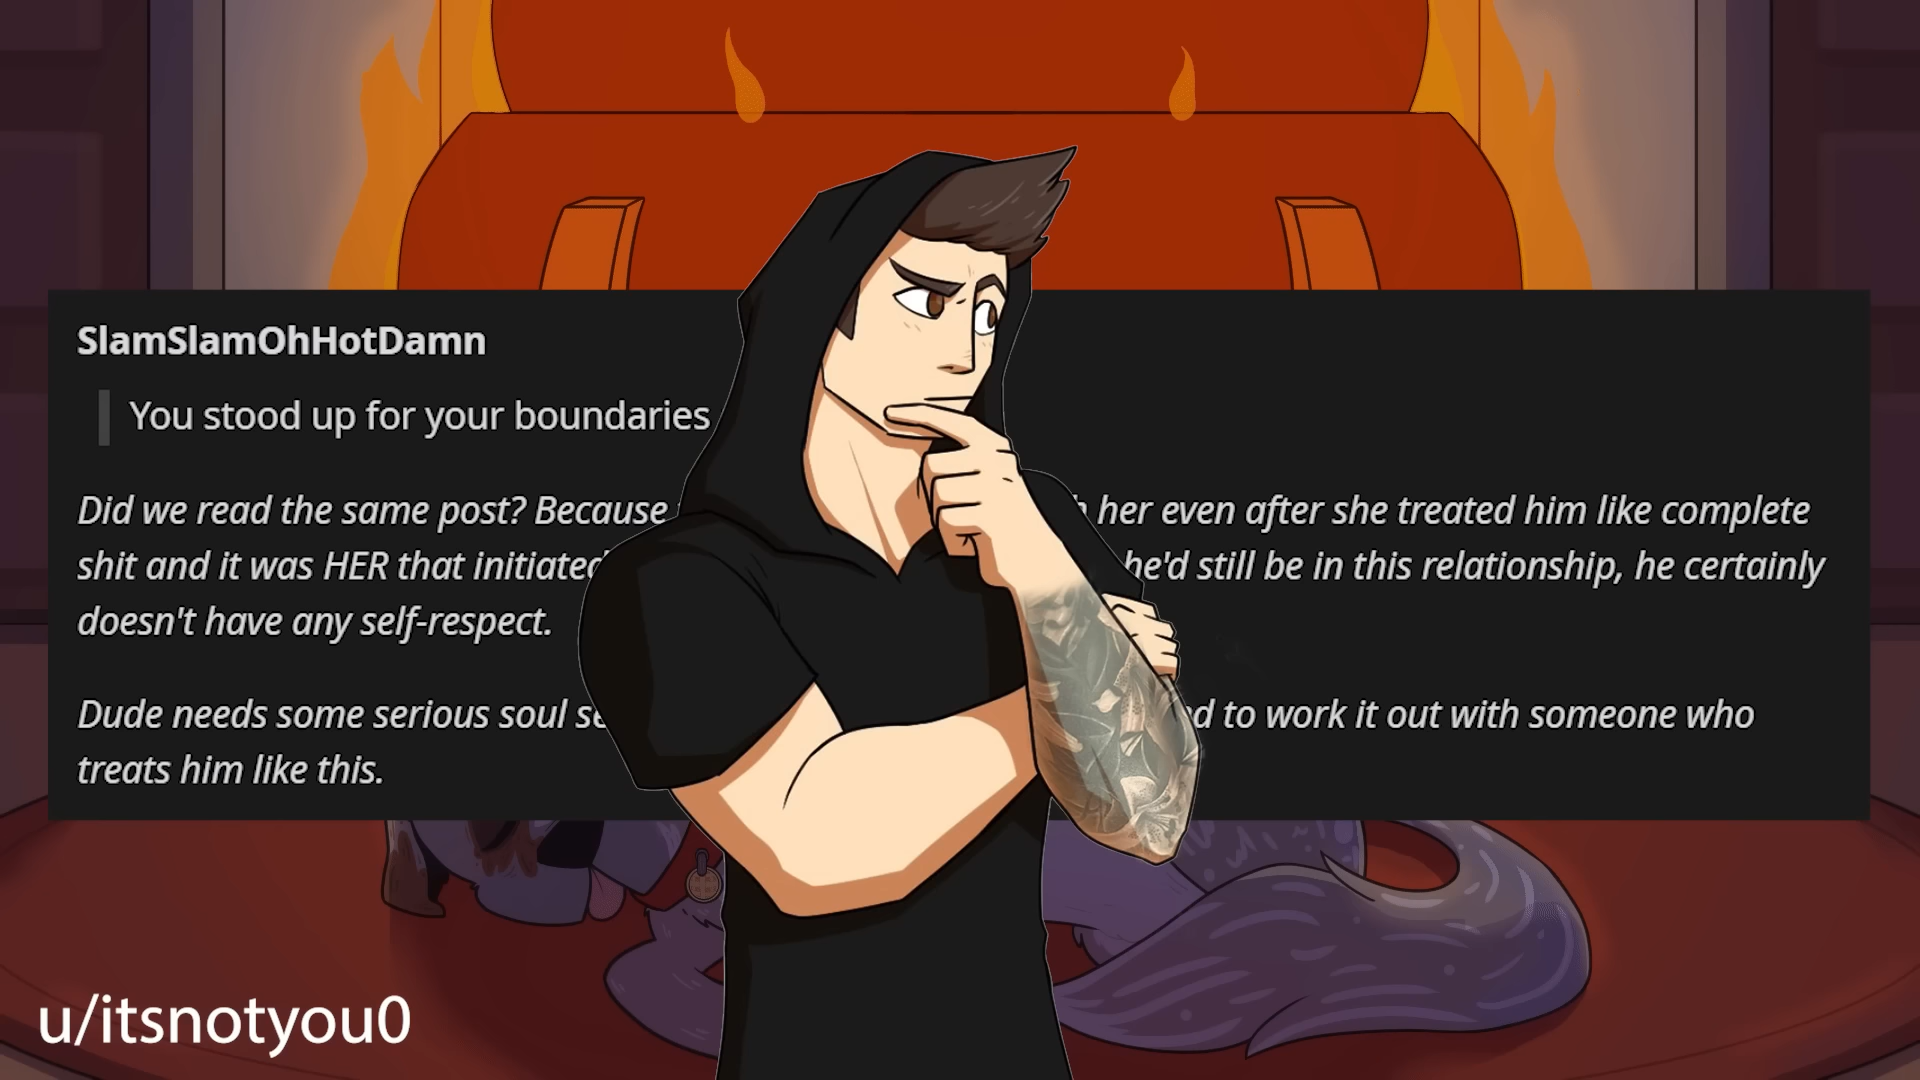 SlamSlamOhHotDamn
You stood up for your boundaries
Did we read the same post? Because her even after she treated him like complete
shit and it was HER that initiated he'd still be in this relationship, he certainly
doesn't have any self-respect.
Dude needs some serious soul to work it out with someone who
treats him like this.
u/itsnotyou0